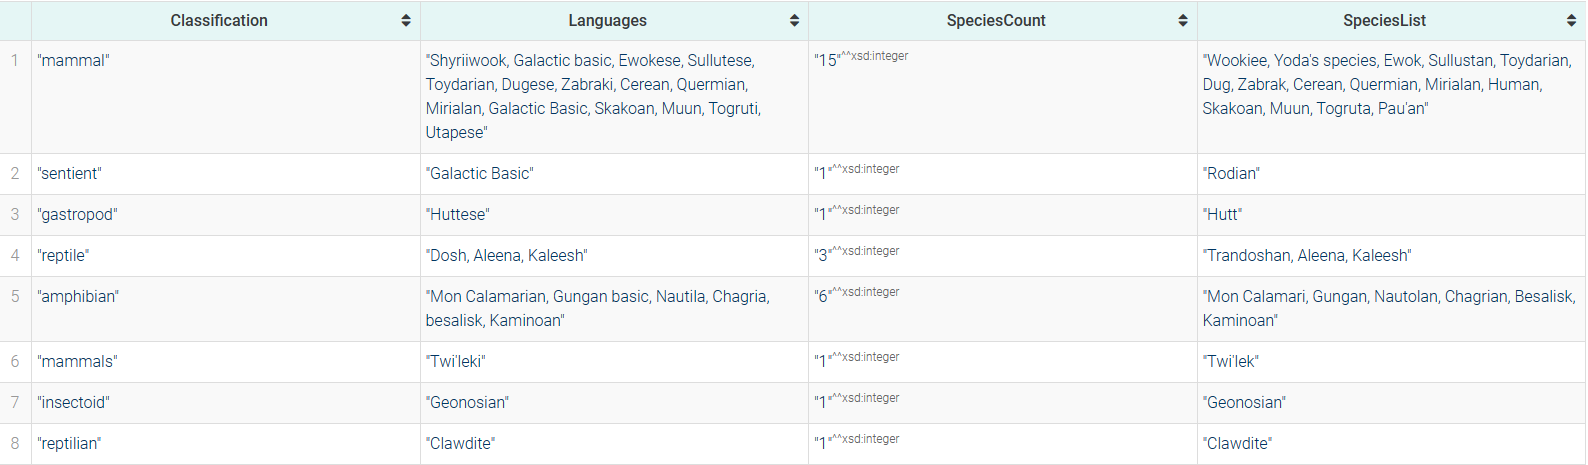 Classification Languages SpeciesCount SpeciesList
1 "mammal" "Shyriiwook, Galactic basic, Ewokese, Sullutese, "15"^^xsd:integer "Wookiee, Yoda's species, Ewok, Sullustan, Toydarian,
Toydarian, Dugese, Zabraki, Cerean, Quermian, Dug, Zabrak, Cerean, Quermian, Mirialan, Human,
Mirialan, Galactic Basic, Skakoan, Muun, Togruti, Skakoan, Muun, Togruta, Pau'an"
Utapese"
2 "sentient" "Galactic Basic" "1"^^xsd:integer "Rodian"
3 "gastropod" "Huttese" "1"^^xsd:integer "Hutt"
4 "reptile" "Dosh, Aleena, Kaleesh" "3"^^xsd:integer "Trandoshan, Aleena, Kaleesh"
5 "amphibian" "Mon Calamarian, Gungan basic, Nautila, Chagria, "6"^^xsd:integer "Mon Calamari, Gungan, Nautolan, Chagrian, Besalisk,
besalisk, Kaminoan" Kaminoan"
6 "mammals" "Twi'leki" "1"^^xsd:integer "Twi'lek"
7 "insectoid" "Geonosian" "1"^^xsd:integer "Geonosian"
8 "reptilian" "Clawdite" "1"^^xsd:integer "Clawdite"